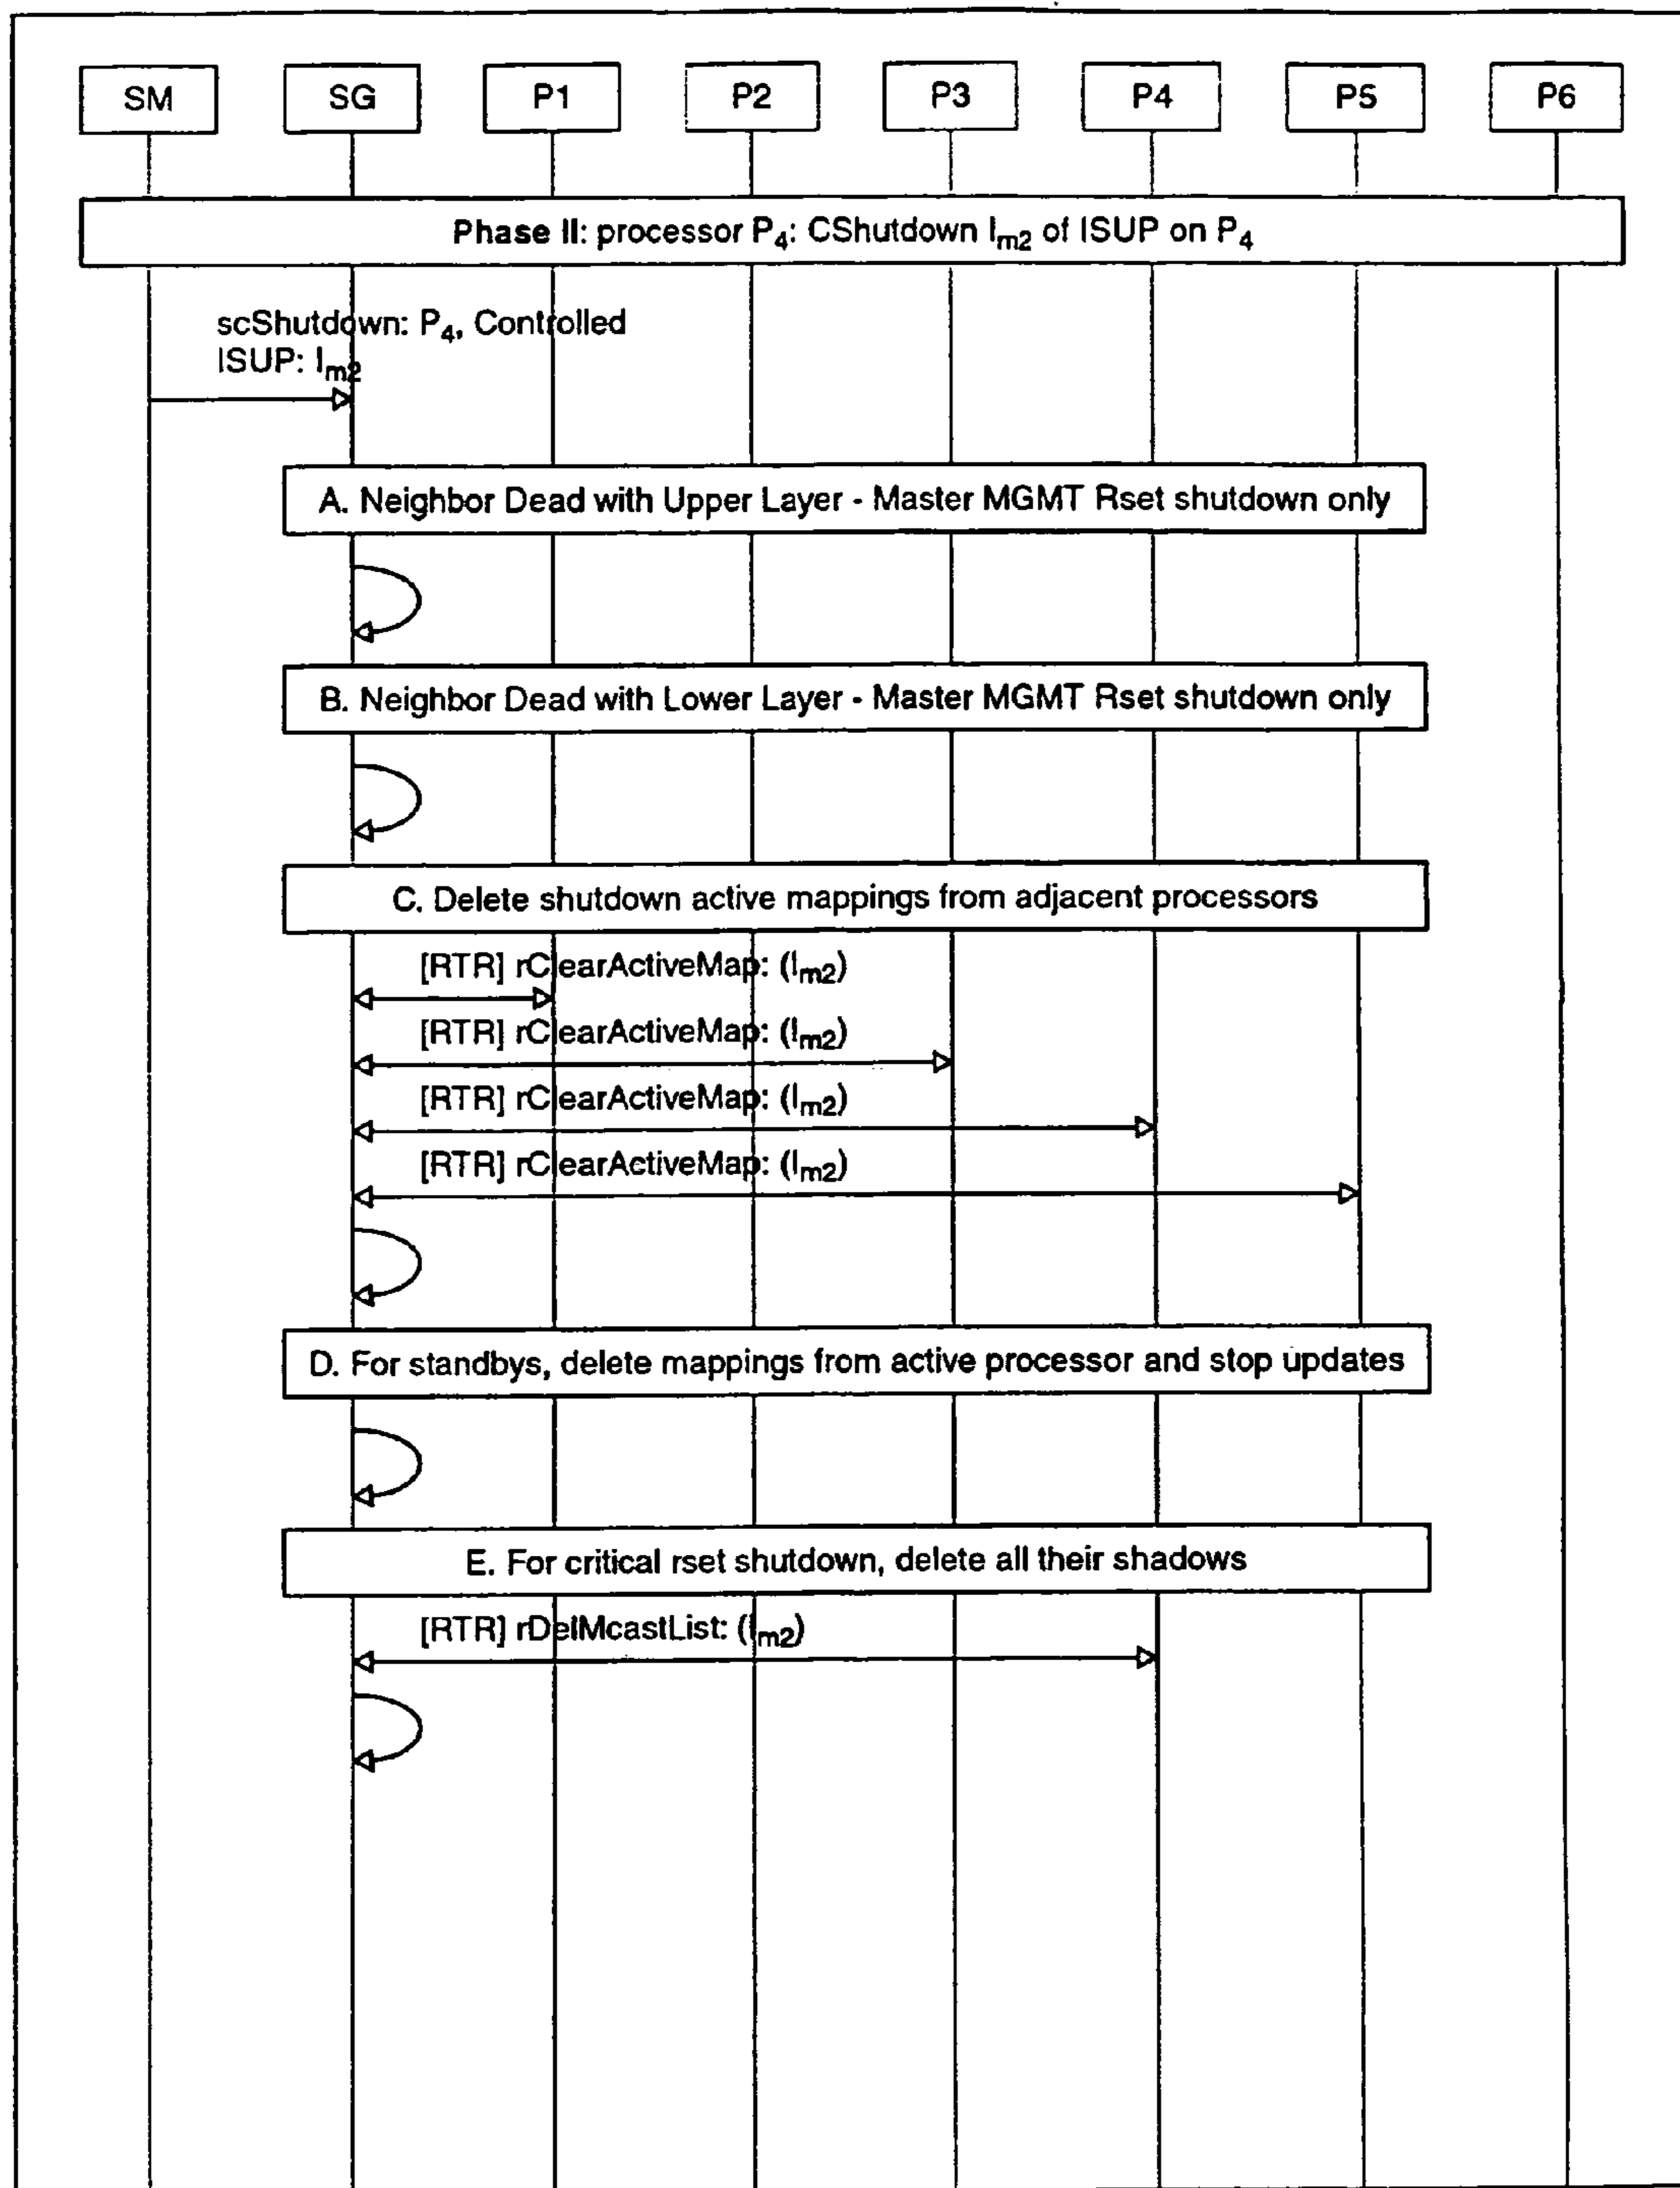 SM SG P1 P2 P3 P4 P5 P6
Phase II: processor P4: CShutdown Im2 of ISUP on P4
scShutdown: P4, Controlled
ISUP: Im2
A. Neighbor Dead with Upper Layer - Master MGMT Rset shutdown only
B. Neighbor Dead with Lower Layer - Master MGMT Rset shutdown only
C. Delete shutdown active mappings from adjacent processors
[RTR] rClearActiveMap: (Im2)
[RTR] rClearActiveMap: (Im2)
[RTR] rClearActiveMap: (Im2)
[RTR] rClearActiveMap: (Im2)
D. For standbys, delete mappings from active processor and stop updates
E. For critical rset shutdown, delete all their shadows
[RTR] rDelMcastList: (Im2)